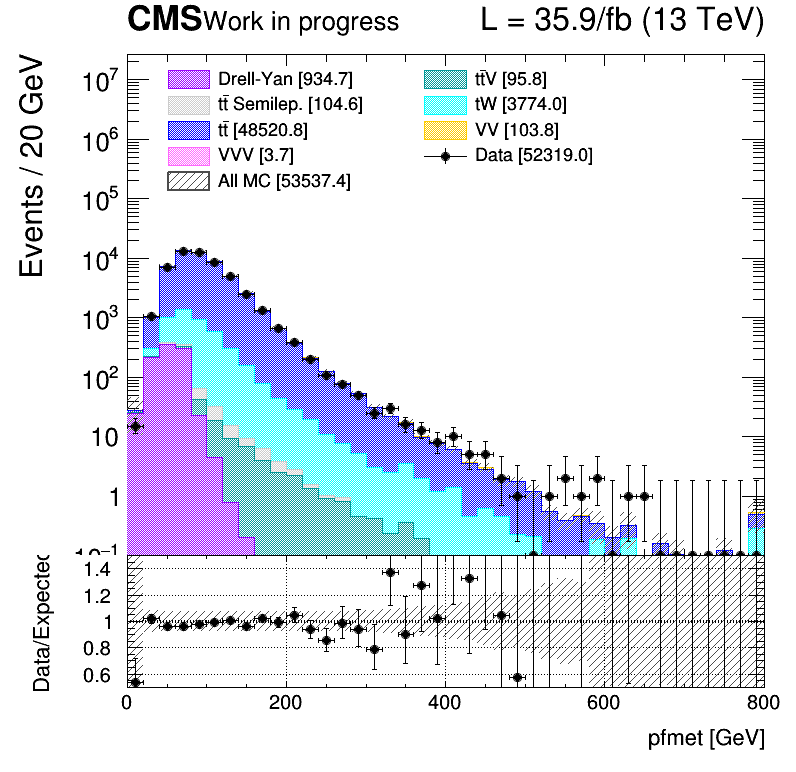 CMS Work in progress L = 35.9/fb (13 TeV)
Drell-Yan [934.7] tt̄V [95.8]
tt̄ Semilep. [104.6] tW [3774.0]
tt̄ [48520.8] VV [103.8]
VVV [3.7] Data [52319.0]
All MC [53537.4]
Events / 20 GeV
10⁷
10⁶
10⁵
10⁴
10³
10²
10
1
10⁻¹
Data/Expected
1.4
1.2
1
0.8
0.6
0 200 400 600 800
pfmet [GeV]